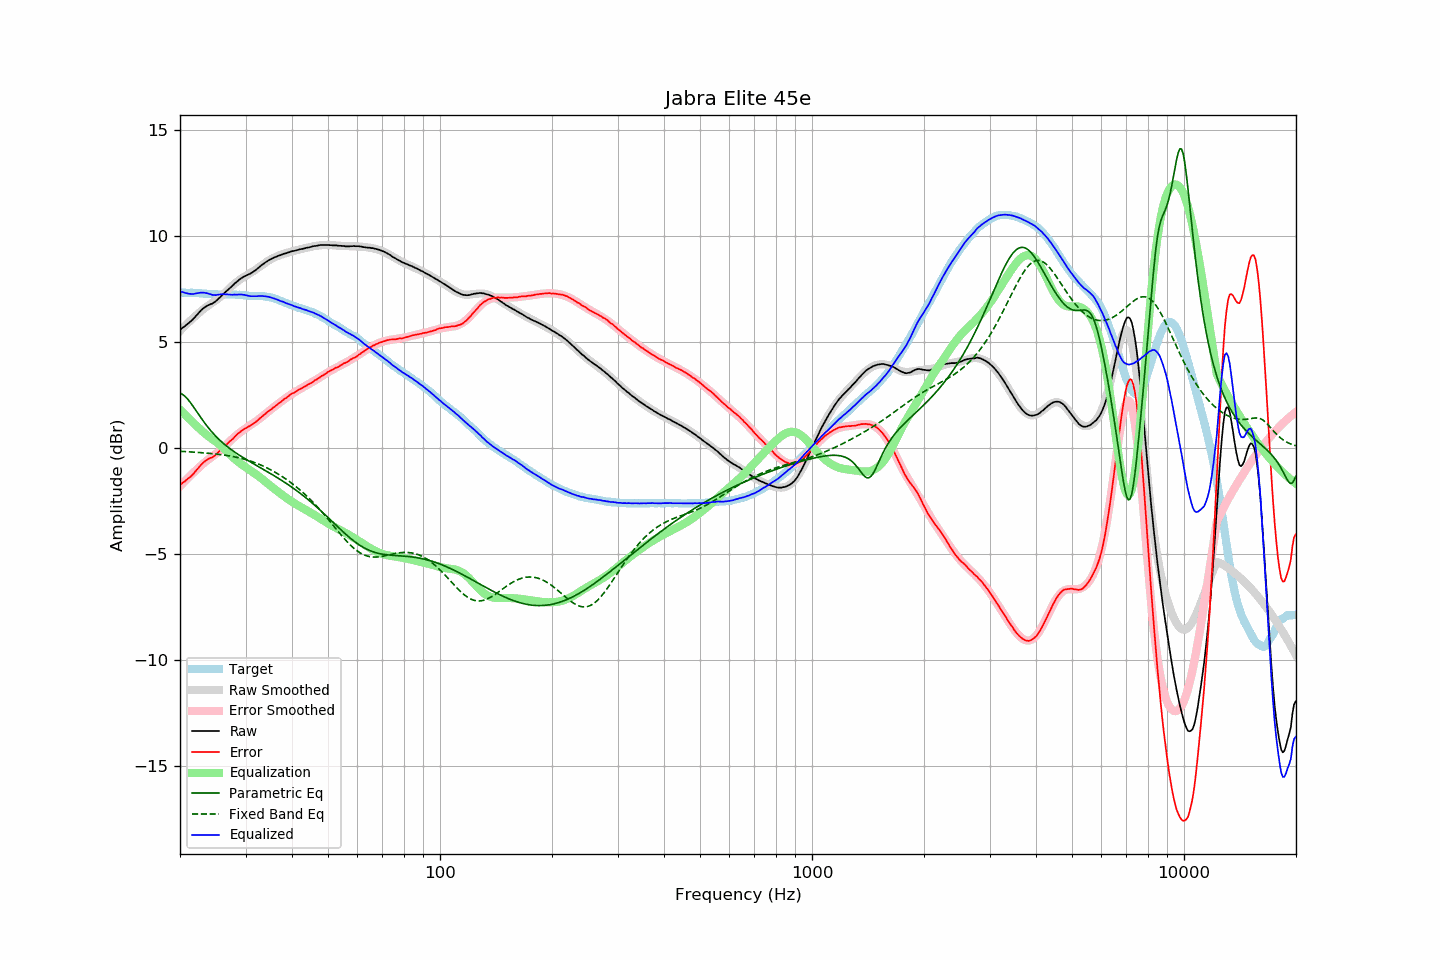 Jabra Elite 45e
15
10
5
0
−5
−10
−15
Amplitude (dBr)
100
1000
10000
Frequency (Hz)
Target
Raw Smoothed
Error Smoothed
Raw
Error
Equalization
Parametric Eq
Fixed Band Eq
Equalized